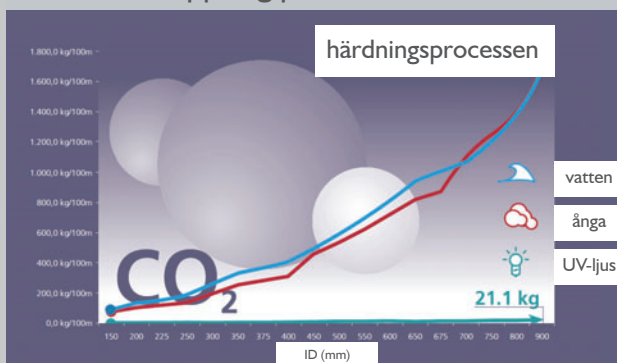 härdningsprocessen
1.800,0 kg/100m
1.600,0 kg/100m
1.400,0 kg/100m
1.200,0 kg/100m
1.000,0 kg/100m
800,0 kg/100m
600,0 kg/100m
400,0 kg/100m
200,0 kg/100m
0,0 kg/100m
CO2
vatten
ånga
UV-ljus
21.1 kg
150 200 225 250 300 350 375 400 450 500 550 600 650 675 700 750 800 900
ID (mm)